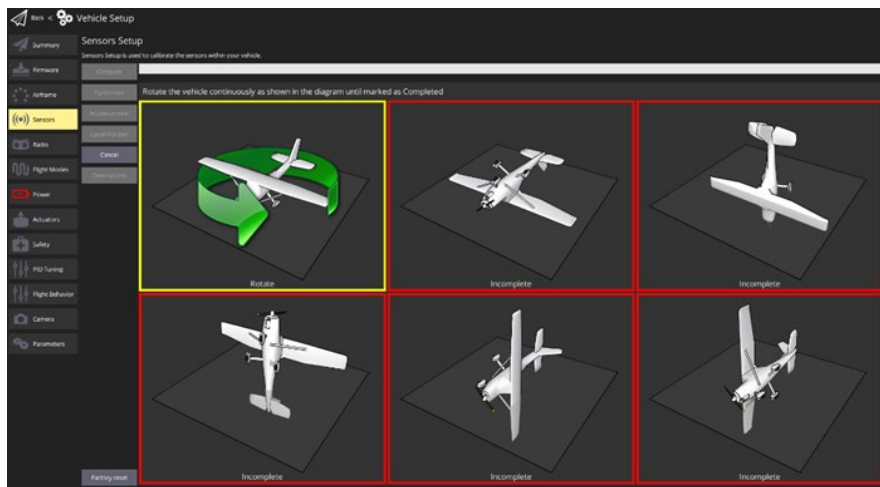 Back < Vehicle Setup
Summary
Firmware
Airframe
Sensors
Radio
Flight Modes
Power
Actuators
Safety
PID Tuning
Flight Behavior
Camera
Parameters
Sensors Setup
Sensors Setup is used to calibrate the sensors within your vehicle.
Compass
Gyroscope
Accelerometer
Level Horizon
Cancel
Orientations
Factory reset
Rotate the vehicle continuously as shown in the diagram until marked as Completed
Rotate
Incomplete
Incomplete
Incomplete
Incomplete
Incomplete